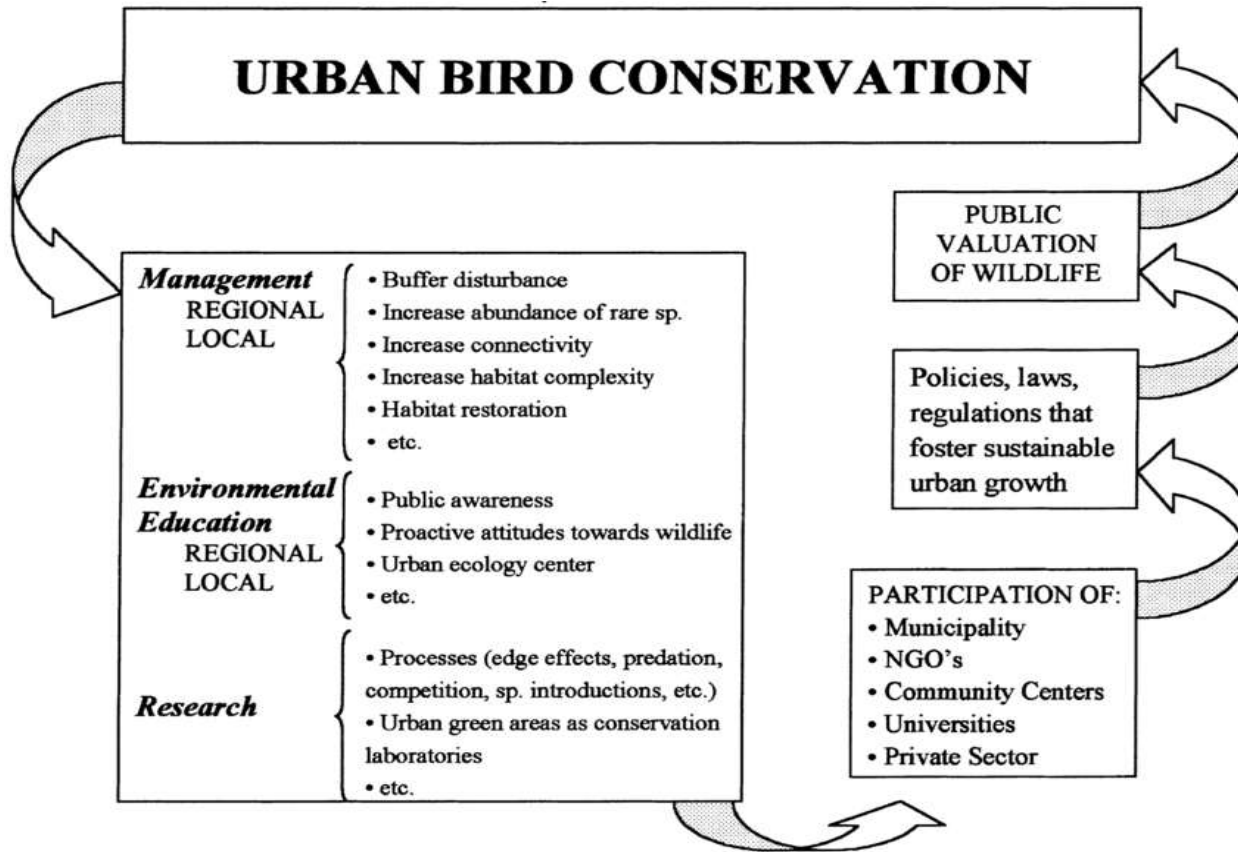 URBAN BIRD CONSERVATION
Management
REGIONAL
LOCAL
• Buffer disturbance
• Increase abundance of rare sp.
• Increase connectivity
• Increase habitat complexity
• Habitat restoration
• etc.
Environmental
Education
REGIONAL
LOCAL
• Public awareness
• Proactive attitudes towards wildlife
• Urban ecology center
• etc.
Research
• Processes (edge effects, predation,
competition, sp. introductions, etc.)
• Urban green areas as conservation
laboratories
• etc.
PARTICIPATION OF:
• Municipality
• NGO's
• Community Centers
• Universities
• Private Sector
Policies, laws,
regulations that
foster sustainable
urban growth
PUBLIC
VALUATION
OF WILDLIFE